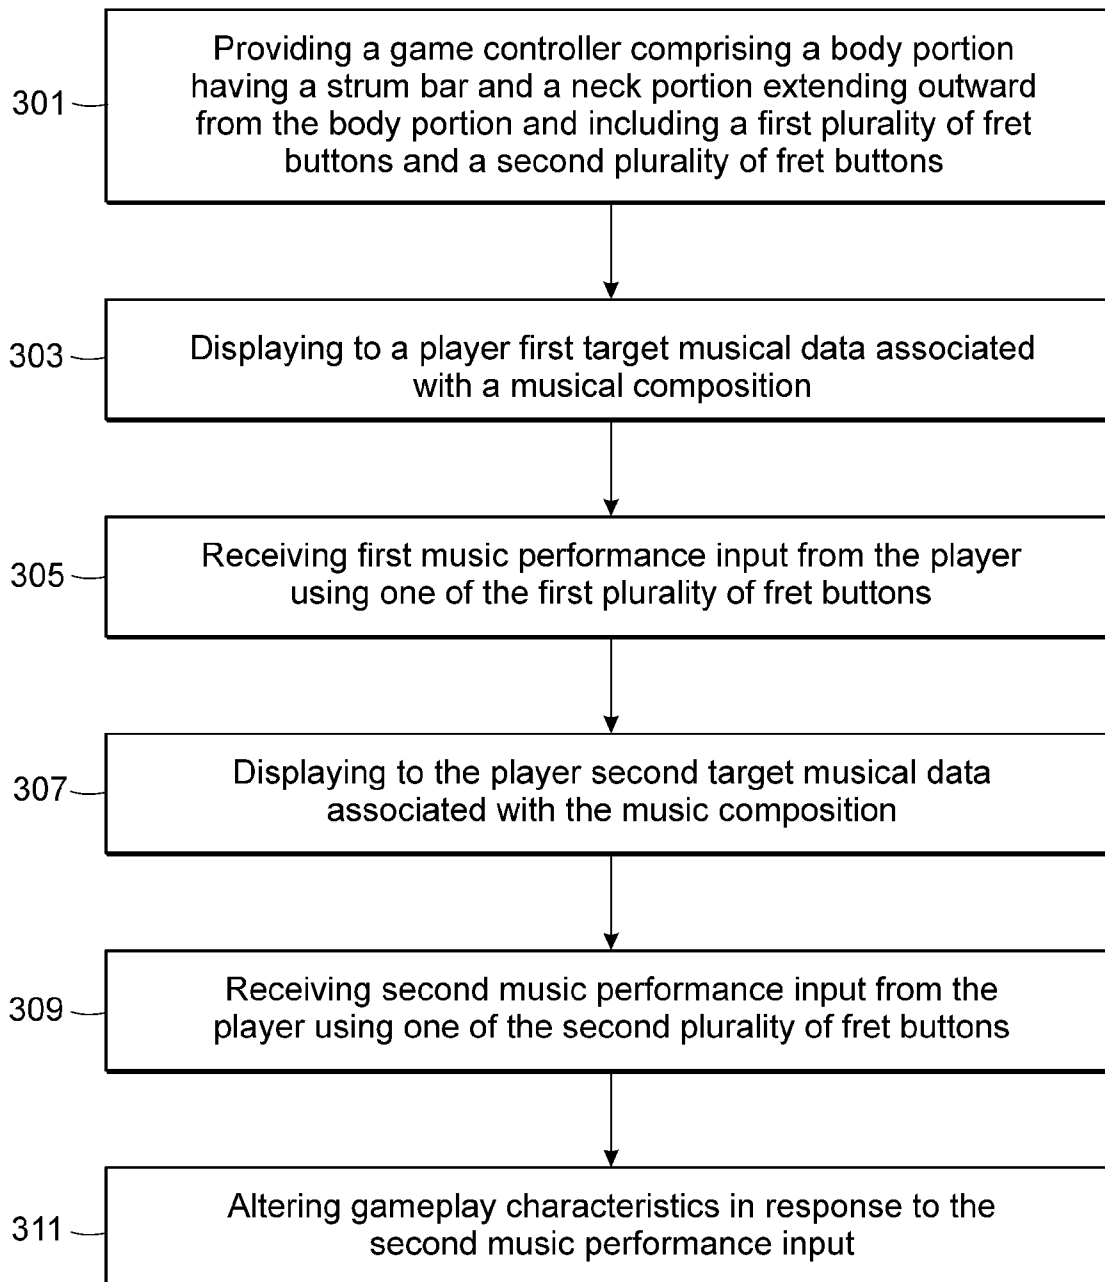 301
Providing a game controller comprising a body portion
having a strum bar and a neck portion extending outward
from the body portion and including a first plurality of fret
buttons and a second plurality of fret buttons
303
Displaying to a player first target musical data associated
with a musical composition
305
Receiving first music performance input from the player
using one of the first plurality of fret buttons
307
Displaying to the player second target musical data
associated with the music composition
309
Receiving second music performance input from the
player using one of the second plurality of fret buttons
311
Altering gameplay characteristics in response to the
second music performance input